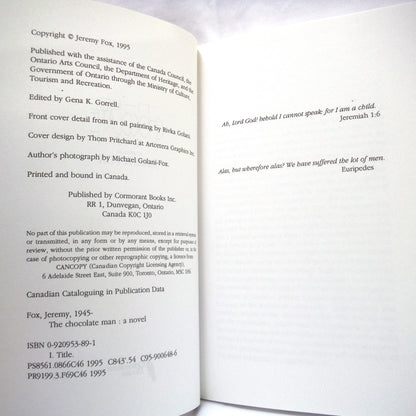 Copyright © Jeremy Fox, 1995
Published with the assistance of the Canada Council, the
Ontario Arts Council, the Department of Heritage, and the
Government of Ontario through the Ministry of Culture,
Tourism and Recreation.
Edited by Gena K. Gorrell.
Front cover detail from an oil painting by Rivka Golani.
Cover design by Thom Pritchard at Artcetera Graphics Inc.
Author's photograph by Michael Golani-Fox.
Printed and bound in Canada.
Published by Cormorant Books Inc.
RR 1, Dunvegan, Ontario
Canada K0C 1J0
No part of this publication may be reproduced, stored in a retrieval system
or transmitted, in any form or by any means, except for purposes of
review, without the prior written permission of the publisher or, in the
case of photocopying or other reprographic copying, a licence from
CANCOPY (Canadian Copyright Licensing Agency),
6 Adelaide Street East, Suite 900, Toronto, Ontario, M5C 1H6.
Canadian Cataloguing in Publication Data
Fox, Jeremy, 1945-
The chocolate man : a novel
ISBN 0-920953-89-1
1. Title.
PS8561.O866C46 1995 C843'.54 C95-900648-6
PR9199.3.F69C46 1995
Ah, Lord God! behold I cannot speak for I am a child.
Jeremiah 1:6
Alas, but wherefore alas? We have suffered the lot of men.
Euripedes